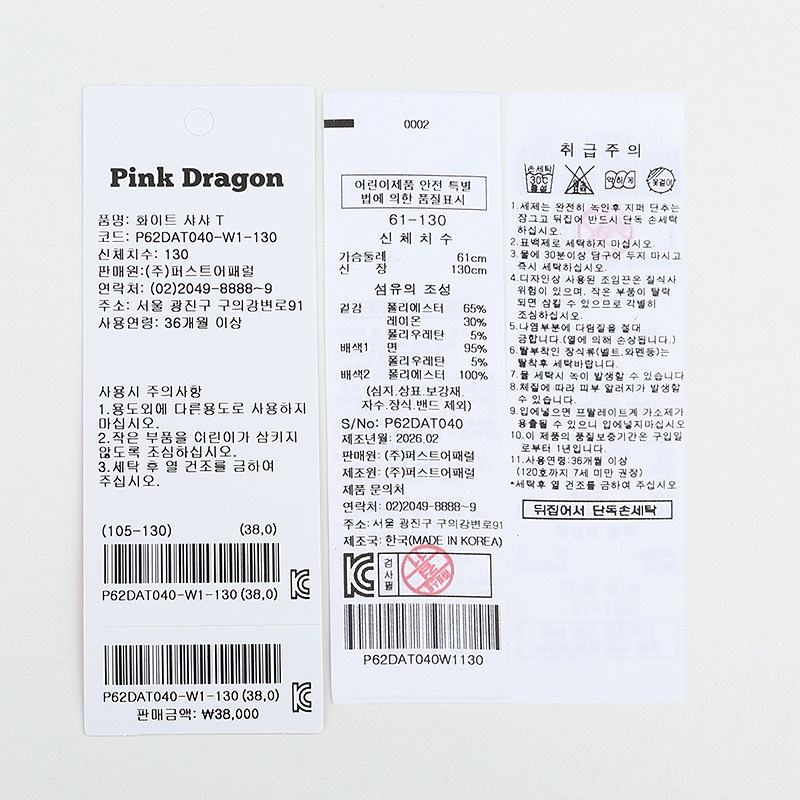 Pink Dragon
품명: 화이트 샤샤 T
코드: P62DAT040-W1-130
신체치수: 130
판매원:(주)퍼스트어패럴
연락처: (02)2049-8888~9
주소: 서울 광진구 구의강변로91
사용연령: 36개월 이상
사용시 주의사항
1.용도외에 다른용도로 사용하지
마십시오.
2.작은 부품을 어린이가 삼키지
않도록 조심하십시오.
3.세탁 후 열 건조를 금하여
주십시오.
(105-130) (38,0)
P62DAT040-W1-130 (38,0)
P62DAT040-W1-130 (38,0)
판매금액: ₩38,000
0002
어린이제품 안전 특별
법에 의한 품질표시
61-130
신체치수
가슴둘레 61cm
신 장 130cm
섬유의 조성
겉감 폴리에스터 65%
레이온 30%
폴리우레탄 5%
배색1 면 95%
폴리우레탄 5%
배색2 폴리에스터 100%
(심지.상표.보강재.
자수.장식.밴드 제외)
S/No: P62DAT040
제조년월: 2026.02
판매원: (주)퍼스트어패럴
제조원: (주)퍼스트어패럴
제품 문의처
연락처: 02)2049-8888~9
주소: 서울 광진구 구의강변로91
제조국: 한국(MADE IN KOREA)
검사필
P62DAT040W1130
취급주의
손세탁
30℃
중성
약하게
옷걸이
1.세제는 완전히 녹인후 지퍼 단추는
잠그고 뒤집어 반드시 단독 손세탁
하십시오.
2.표백제로 세탁하지 마십시오.
3.물에 30분이상 담구어 두지 마시고
즉시 세탁하십시오.
4.디자인상 사용된 조임끈은 질식사
위험이 있으며, 작은 부품이 탈락
되면 삼킬 수 있으므로 각별히
조심하십시오.
5.나염부분에 다림질을 절대
금합니다.(열에 의해 손상됩니다.)
6.탈부착인 장식류(벨트.와펜등)는
탈착후 세탁바랍니다.
7.물 세탁시 녹이 발생할 수 있습니다
8.체질에 따라 피부 알러지가 발생할
수 있습니다.
9.입에넣으면 프탈레이트계 가소제가
용출될 수 있으니 입에넣지마십시오
10.이 제품의 품질보증기간은 구입일
로부터 1년입니다.
11.사용연령:36개월 이상
(120호까지 7세 미만 권장)
*세탁후 열 건조를 금하여 주십시오.
뒤집어서 단독손세탁